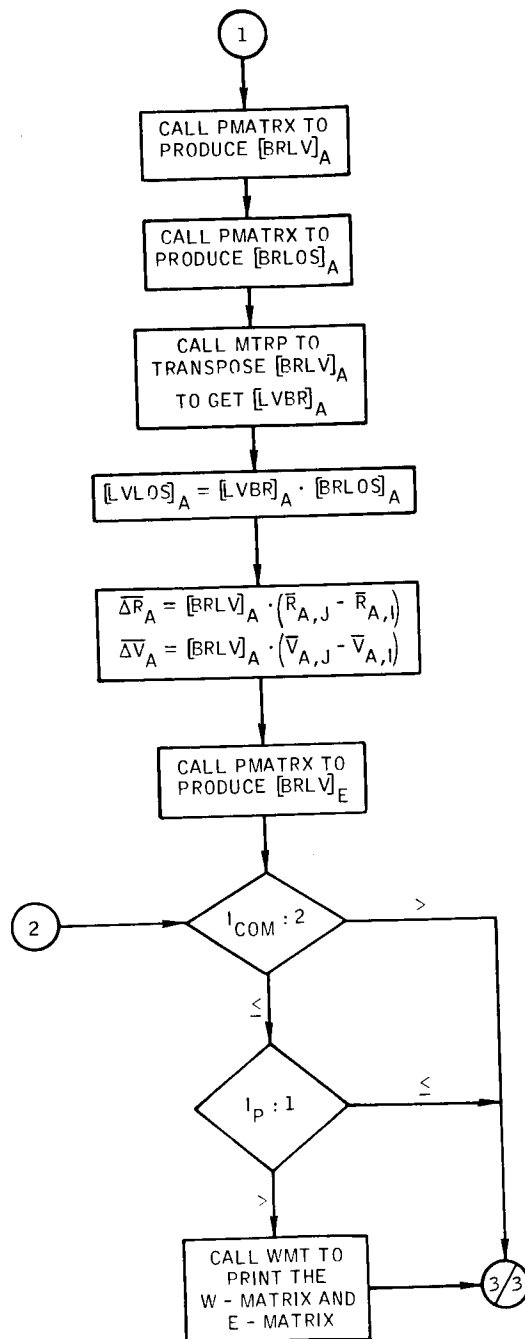 1
CALL PMATRX TO
PRODUCE [BRLV]A
CALL PMATRX TO
PRODUCE [BRLOS]A
CALL MTRP TO
TRANSPOSE [BRLV]A
TO GET [LVBR]A
[LVLOS]A = [LVBR]A · [BRLOS]A
Δ̅R̅A = [BRLV]A · (R̅A,J - R̅A,I)
Δ̅V̅A = [BRLV]A · (V̅A,J - V̅A,I)
CALL PMATRX TO
PRODUCE [BRLV]E
2
ICOM : 2
>
≤
IP : 1
≤
>
CALL WMT TO
PRINT THE
W - MATRIX AND
E - MATRIX
3/3